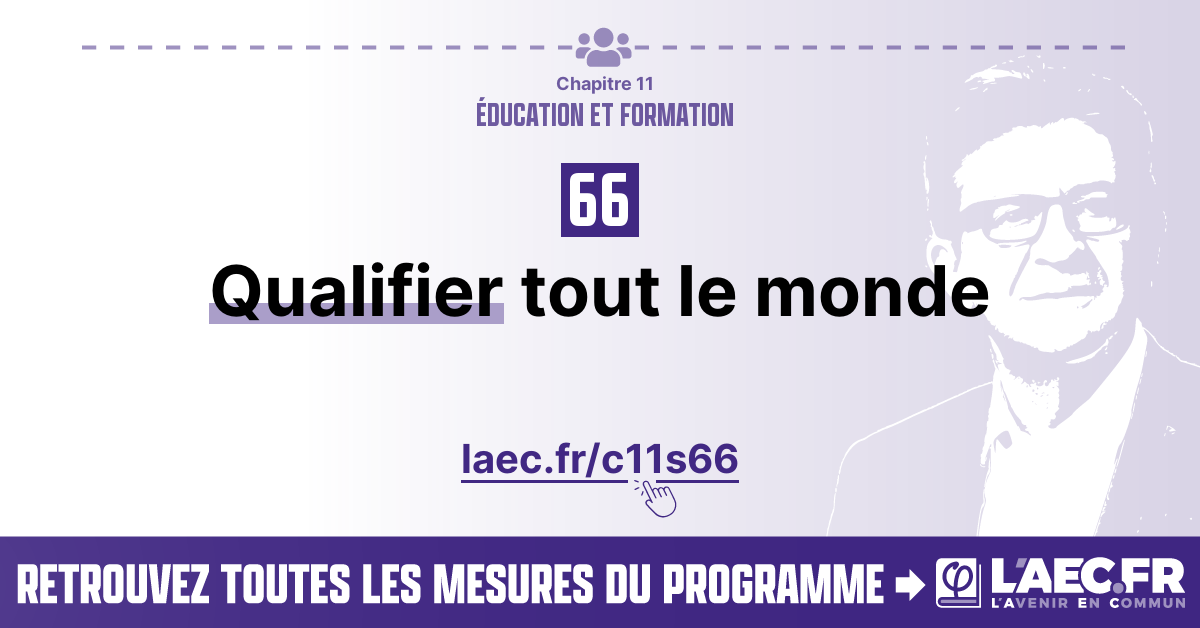 Chapitre 11
ÉDUCATION ET FORMATION
66
Qualifier tout le monde
laec.fr/c11s66
RETROUVEZ TOUTES LES MESURES DU PROGRAMME
L'AEC.FR
L'AVENIR EN COMMUN